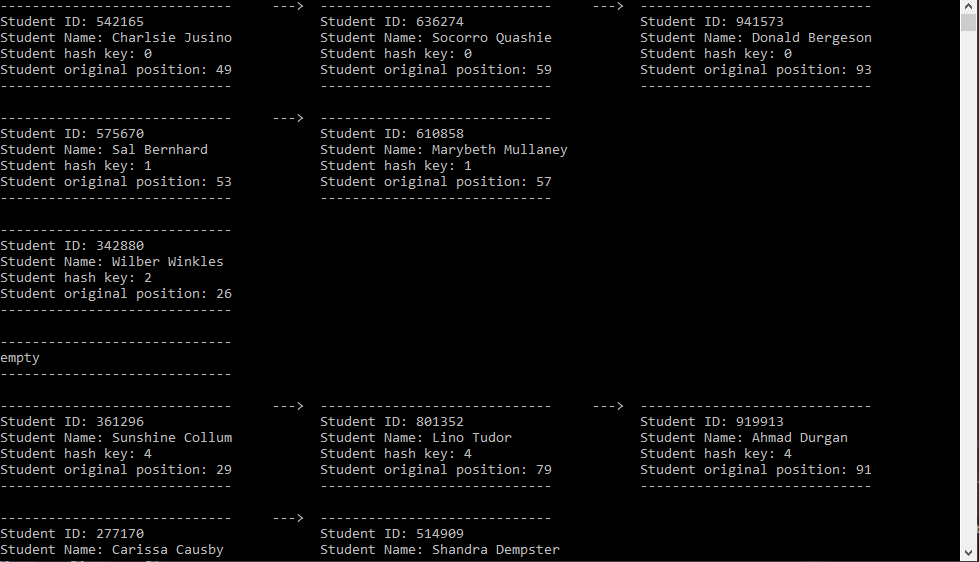 -----------------------------     --->  -----------------------------     --->  -----------------------------
Student ID: 542165                      Student ID: 636274                      Student ID: 941573
Student Name: Charlsie Jusino           Student Name: Socorro Quashie           Student Name: Donald Bergeson
Student hash key: 0                     Student hash key: 0                     Student hash key: 0
Student original position: 49           Student original position: 59           Student original position: 93
-----------------------------           -----------------------------           -----------------------------
-----------------------------     --->  -----------------------------
Student ID: 575670                      Student ID: 610858
Student Name: Sal Bernhard              Student Name: Marybeth Mullaney
Student hash key: 1                     Student hash key: 1
Student original position: 53           Student original position: 57
-----------------------------           -----------------------------
-----------------------------
Student ID: 342880
Student Name: Wilber Winkles
Student hash key: 2
Student original position: 26
-----------------------------
-----------------------------
empty
-----------------------------
-----------------------------     --->  -----------------------------     --->  -----------------------------
Student ID: 361296                      Student ID: 801352                      Student ID: 919913
Student Name: Sunshine Collum           Student Name: Lino Tudor                Student Name: Ahmad Durgan
Student hash key: 4                     Student hash key: 4                     Student hash key: 4
Student original position: 29           Student original position: 79           Student original position: 91
-----------------------------           -----------------------------           -----------------------------
-----------------------------     --->  -----------------------------
Student ID: 277170                      Student ID: 514909
Student Name: Carissa Causby            Student Name: Shandra Dempster